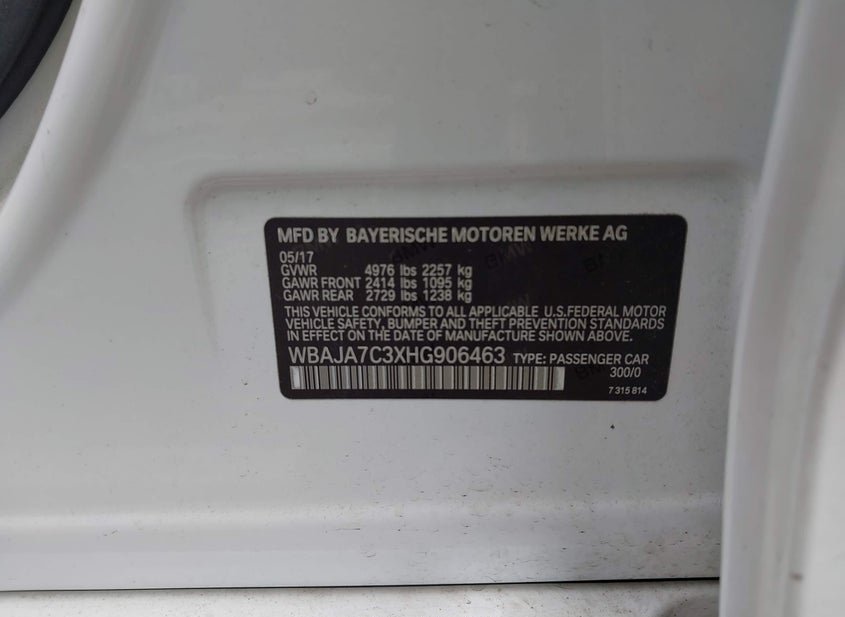 MFD BY BAYERISCHE MOTOREN WERKE AG
05/17
GVWR 4976 lbs 2257 kg
GAWR FRONT 2414 lbs 1095 kg
GAWR REAR 2729 lbs 1238 kg
THIS VEHICLE CONFORMS TO ALL APPLICABLE U.S.FEDERAL MOTOR
VEHICLE SAFETY, BUMPER AND THEFT PREVENTION STANDARDS
IN EFFECT ON THE DATE OF MANUFACTURE SHOWN ABOVE.
WBAJA7C3XHG906463 TYPE: PASSENGER CAR
300/0
7 315 814